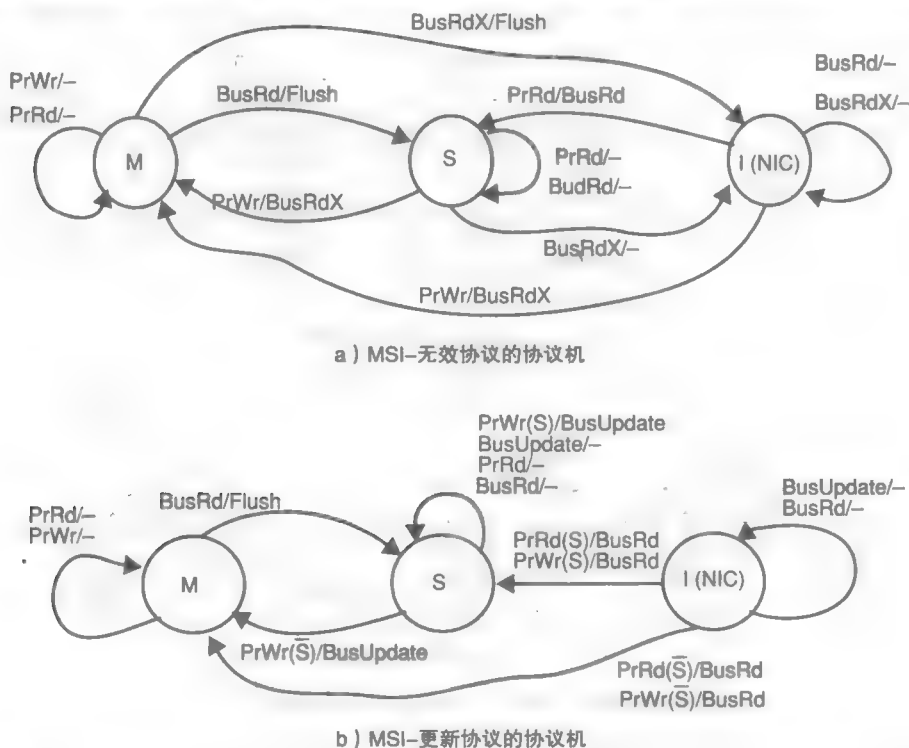 BusRdX/Flush
PrWr/–
PrRd/–
BusRd/Flush
PrRd/BusRd
BusRd/–
BusRdX/–
M
S
I (NIC)
PrRd/–
BudRd/–
PrWr/BusRdX
BusRdX/–
PrWr/BusRdX
a）MSI–无效协议的协议机
PrWr(S)/BusUpdate
BusUpdate/–
PrRd/–
BusRd/–
PrRd/–
PrWr/–
BusRd/Flush
PrRd(S)/BusRd
PrWr(S)/BusRd
BusUpdate/–
BusRd/–
M
S
I (NIC)
PrWr(S̅)/BusUpdate
PrRd(S̅)/BusRd
PrWr(S̅)/BusRd
b）MSI–更新协议的协议机